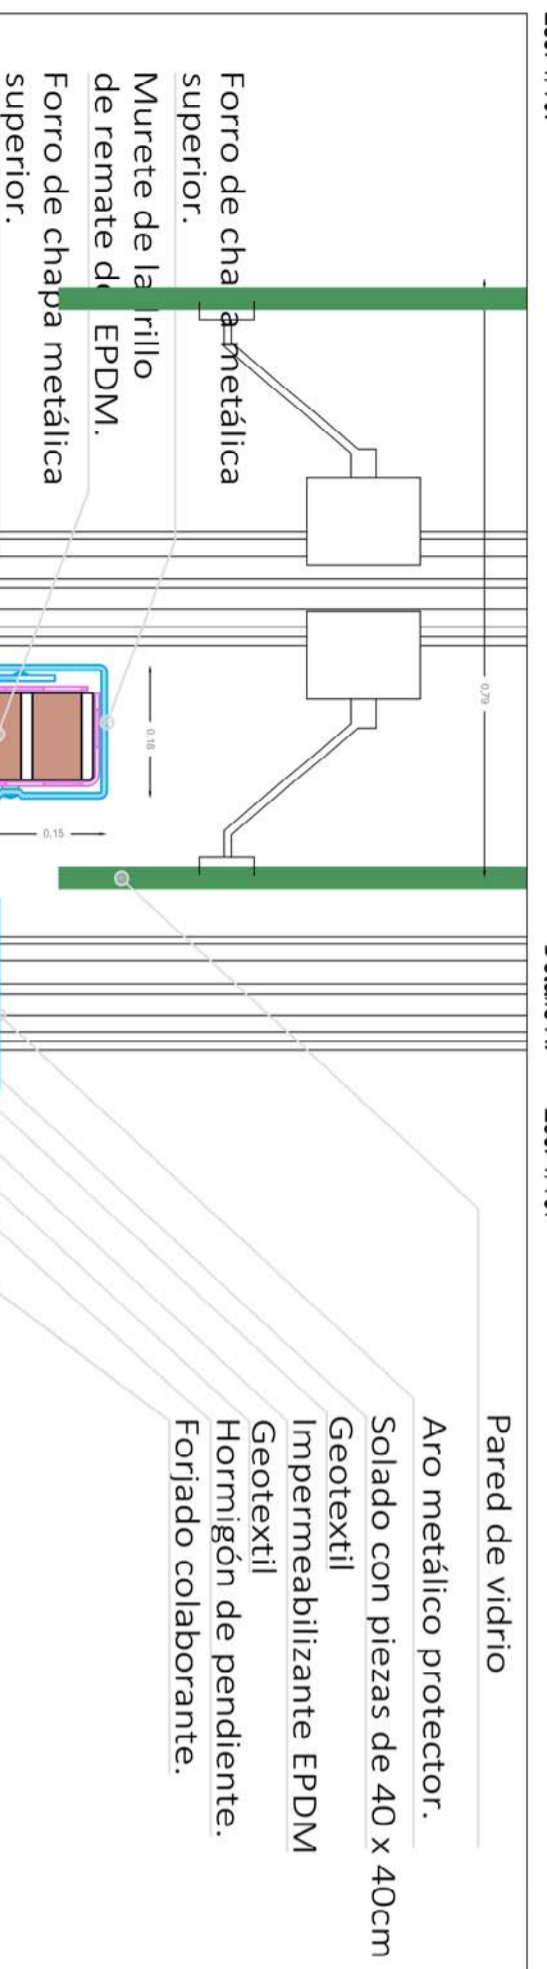 Forro de chapa metálica
superior.
Murete de ladrillo
de remate de EPDM.
Forro de chapa metálica
superior.
0,79
0,18
0,15
Pared de vidrio
Aro metálico protector.
Solado con piezas de 40 x 40cm
Geotextil
Impermeabilizante EPDM
Geotextil
Hormigón de pendiente.
Forjado colaborante.